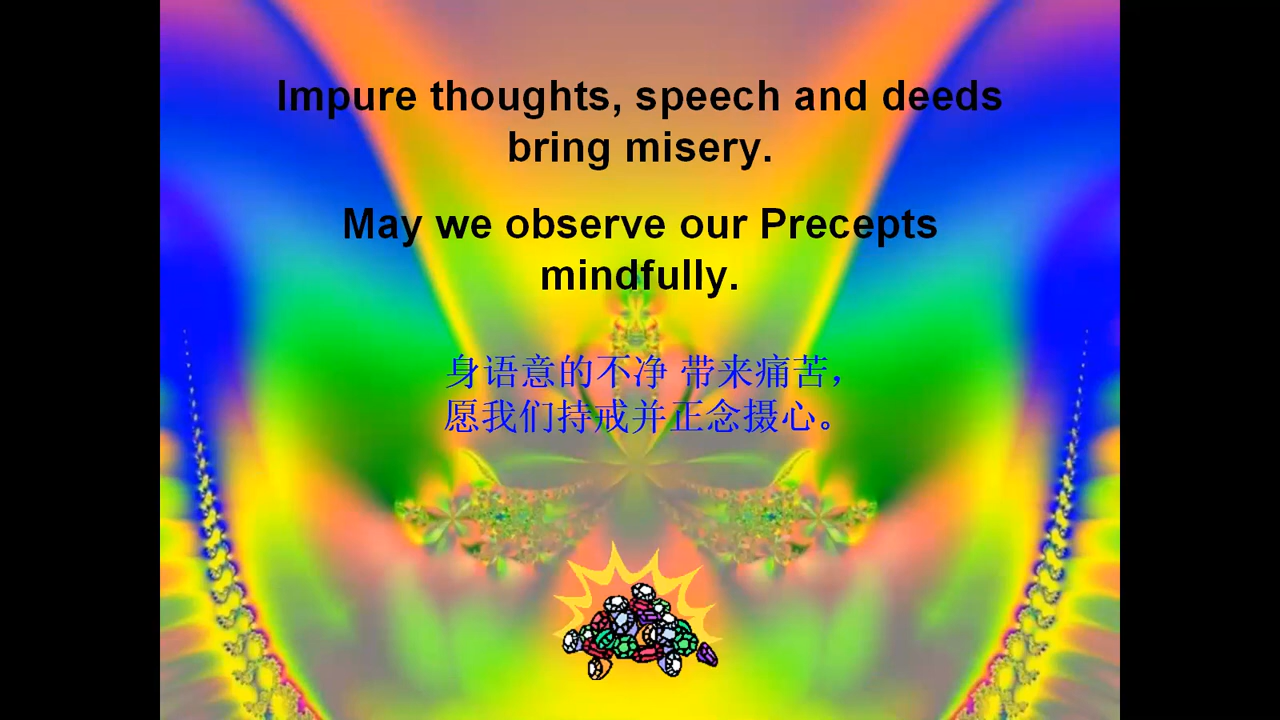 Impure thoughts, speech and deeds
bring misery.
May we observe our Precepts
mindfully.
身语意的不净 带来痛苦，
愿我们持戒并正念摄心。